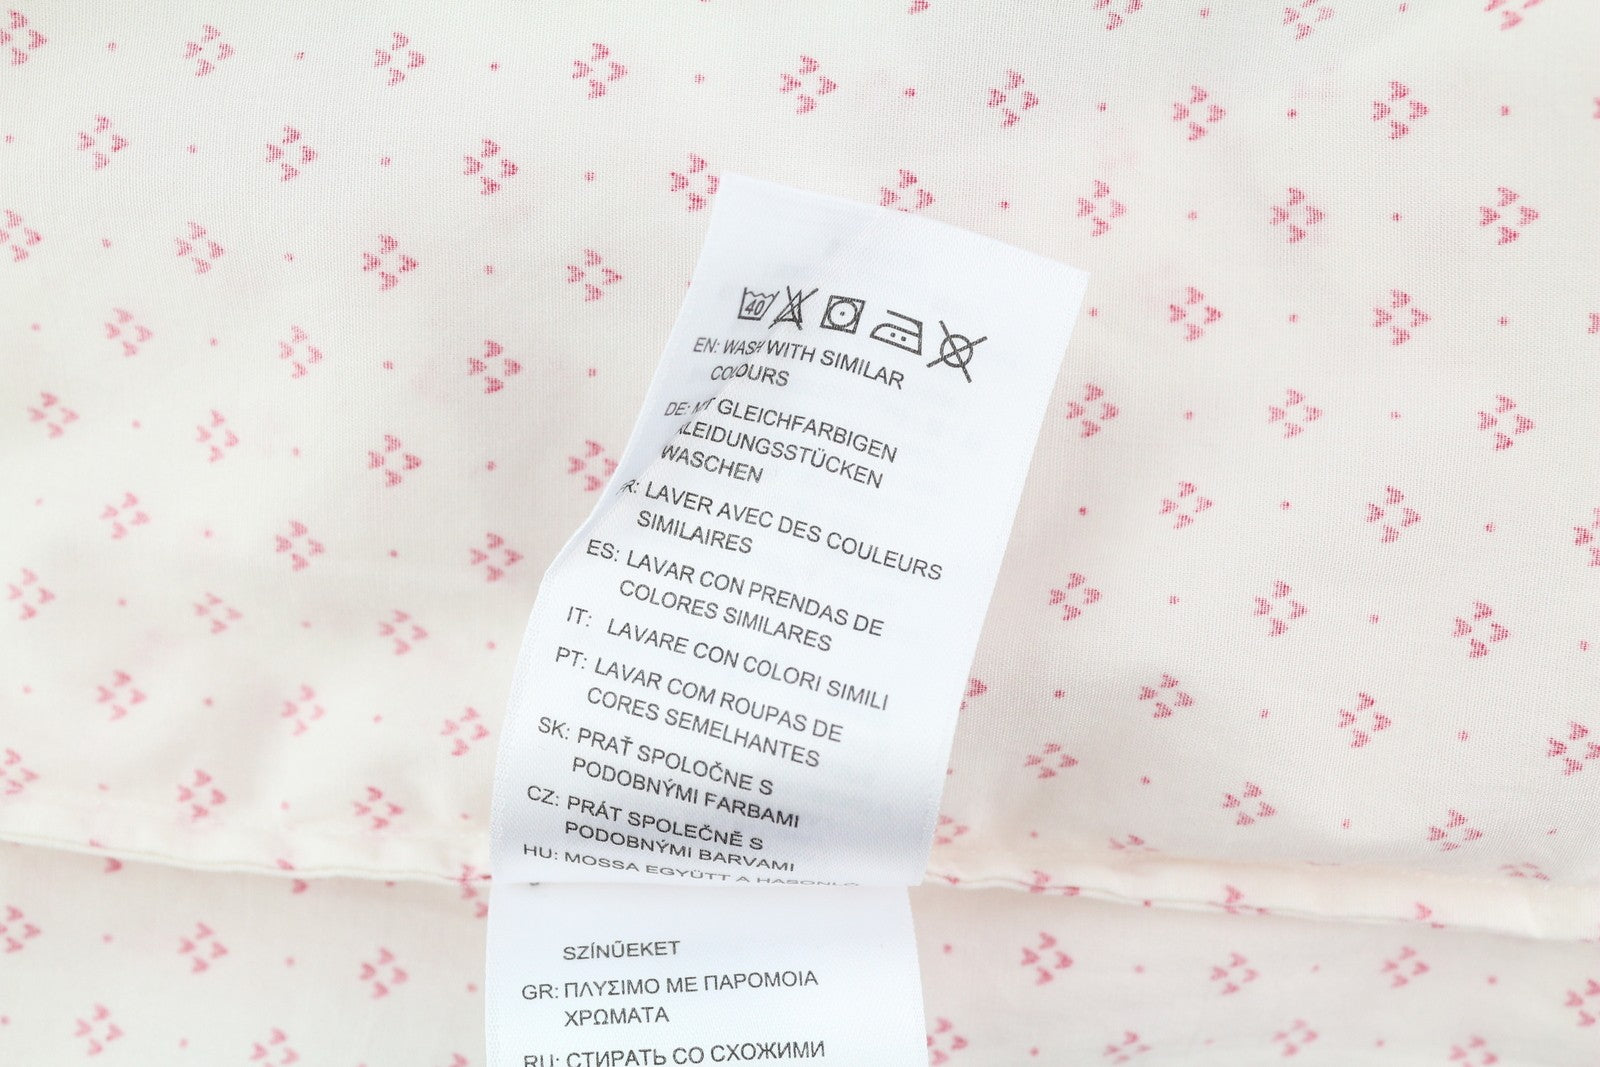 40
EN: WASH WITH SIMILAR
COLOURS
DE: MIT GLEICHFARBIGEN
KLEIDUNGSSTÜCKEN
WASCHEN
FR: LAVER AVEC DES COULEURS
SIMILAIRES
ES: LAVAR CON PRENDAS DE
COLORES SIMILARES
IT: LAVARE CON COLORI SIMILI
PT: LAVAR COM ROUPAS DE
CORES SEMELHANTES
SK: PRAŤ SPOLOČNE S
PODOBNÝMI FARBAMI
CZ: PRÁT SPOLEČNĚ S
PODOBNÝMI BARVAMI
HU: MOSSA EGYÜTT A HASONLÓ
SZÍNŰEKET
GR: ΠΛΥΣΙΜΟ ΜΕ ΠΑΡΟΜΟΙΑ
ΧΡΩΜΑΤΑ
RU: СТИРАТЬ СО СХОЖИМИ